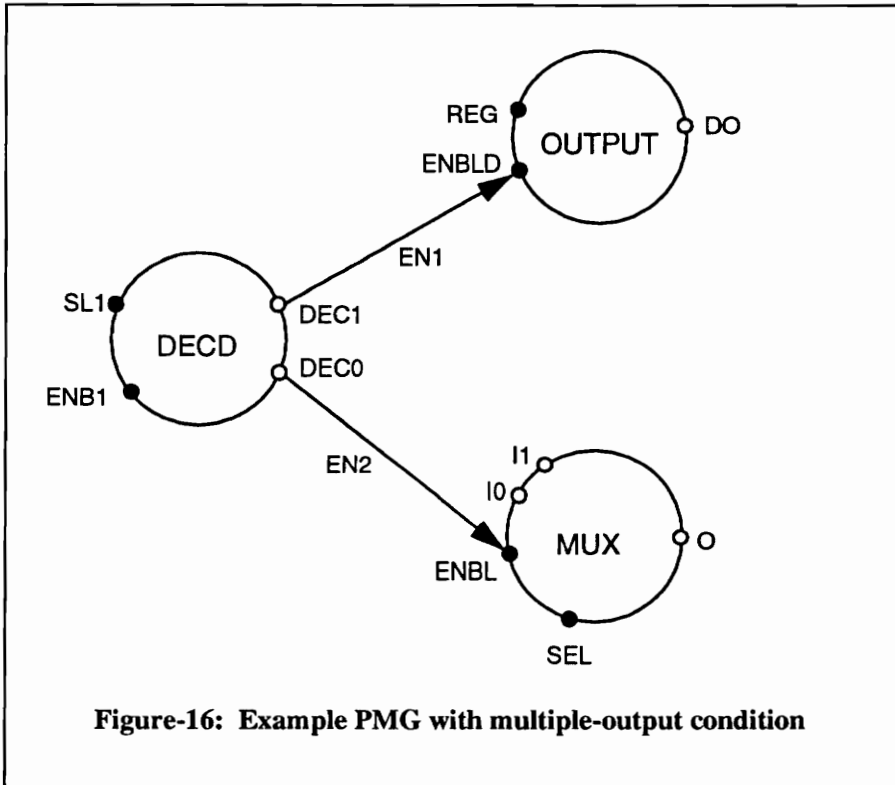 REG
OUTPUT
DO
ENBLD
EN1
SL1
DEC1
DECD
DEC0
ENB1
EN2
I1
I0
MUX
O
ENBL
SEL
Figure-16: Example PMG with multiple-output condition